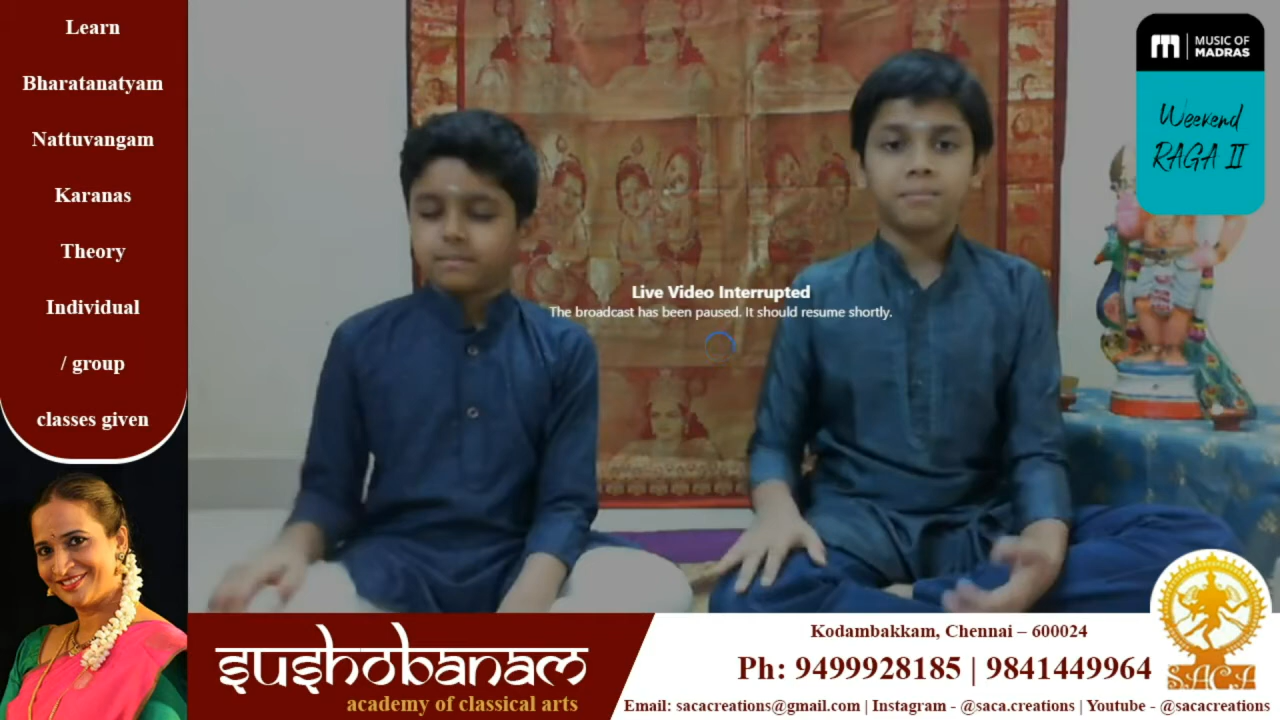 Learn
Bharatanatyam
Nattuvangam
Karanas
Theory
Individual
/ group
classes given
MUSIC OF
MADRAS
Weekend
RAGA II
Live Video Interrupted
The broadcast has been paused. It should resume shortly.
sushobanam
academy of classical arts
Kodambakkam, Chennai – 600024
Ph: 9499928185 | 9841449964
Email: sacacreations@gmail.com | Instagram - @saca.creations | Youtube - @sacacreations
SACA